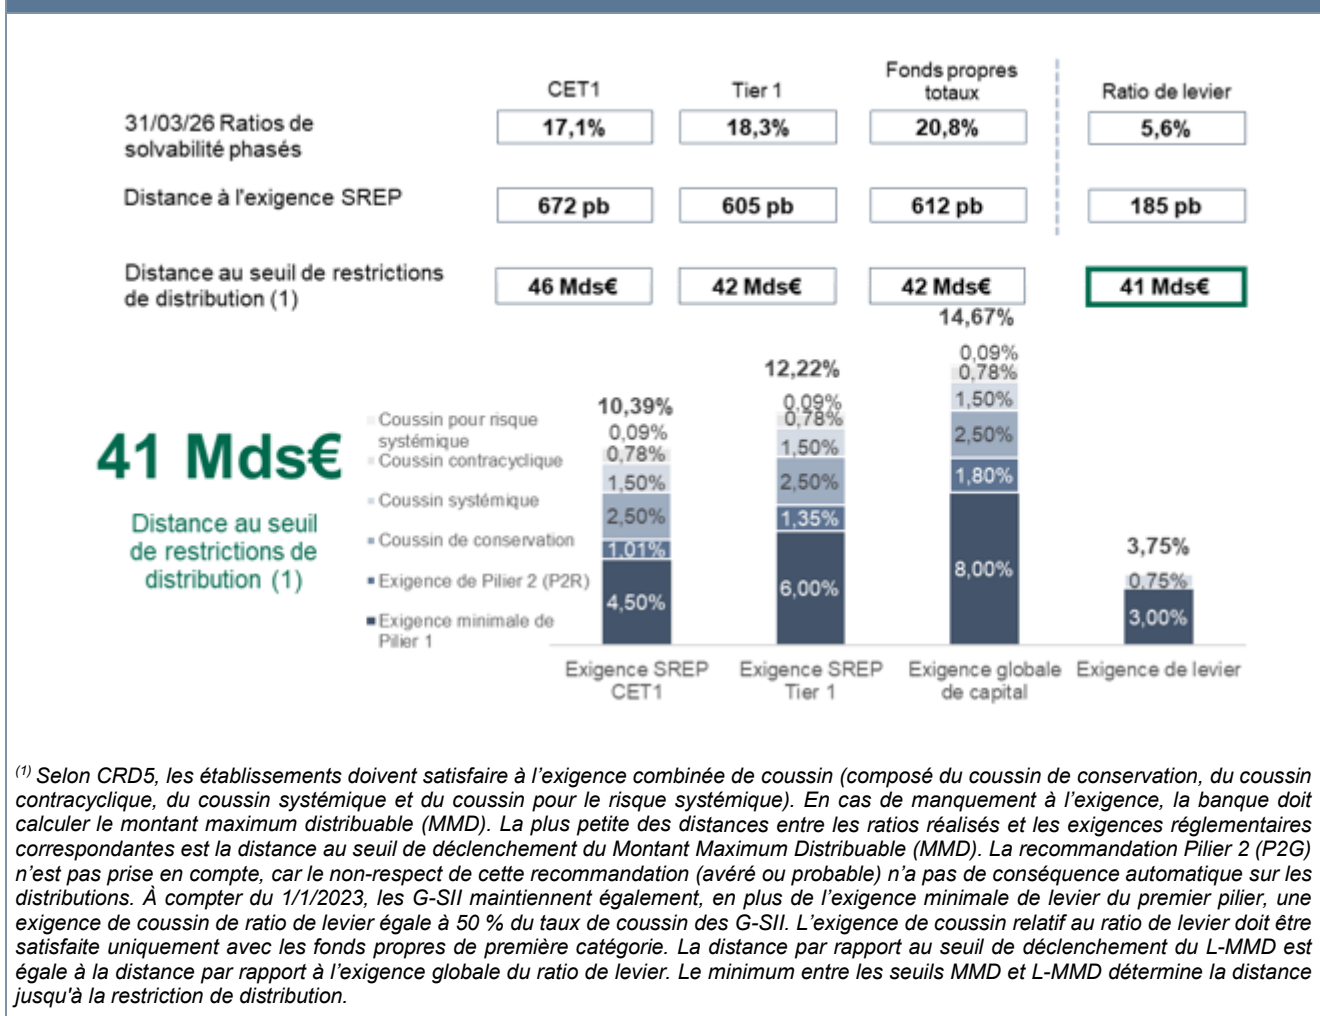 CET1
Tier 1
Fonds propres
totaux
Ratio de levier
31/03/26 Ratios de
solvabilité phasés
17,1%
18,3%
20,8%
5,6%
Distance à l'exigence SREP
672 pb
605 pb
612 pb
185 pb
Distance au seuil de restrictions
de distribution (1)
46 Mds€
42 Mds€
42 Mds€
41 Mds€
41 Mds€
Distance au seuil
de restrictions de
distribution (1)
Coussin pour risque
systémique
Coussin contracyclique
Coussin systémique
Coussin de conservation
Exigence de Pilier 2 (P2R)
Exigence minimale de
Pilier 1
10,39%
0,09%
0,78%
1,50%
2,50%
1,01%
4,50%
Exigence SREP
CET1
12,22%
0,09%
0,78%
1,50%
2,50%
1,35%
6,00%
Exigence SREP
Tier 1
14,67%
0,09%
0,78%
1,50%
2,50%
1,80%
8,00%
Exigence globale
de capital
3,75%
0,75%
3,00%
Exigence de levier
(1) Selon CRD5, les établissements doivent satisfaire à l’exigence combinée de coussin (composé du coussin de conservation, du coussin
contracyclique, du coussin systémique et du coussin pour le risque systémique). En cas de manquement à l’exigence, la banque doit
calculer le montant maximum distribuable (MMD). La plus petite des distances entre les ratios réalisés et les exigences réglementaires
correspondantes est la distance au seuil de déclenchement du Montant Maximum Distribuable (MMD). La recommandation Pilier 2 (P2G)
n’est pas prise en compte, car le non-respect de cette recommandation (avéré ou probable) n’a pas de conséquence automatique sur les
distributions. À compter du 1/1/2023, les G-SII maintiennent également, en plus de l’exigence minimale de levier du premier pilier, une
exigence de coussin de ratio de levier égale à 50 % du taux de coussin des G-SII. L’exigence de coussin relatif au ratio de levier doit être
satisfaite uniquement avec les fonds propres de première catégorie. La distance par rapport au seuil de déclenchement du L-MMD est
égale à la distance par rapport à l’exigence globale du ratio de levier. Le minimum entre les seuils MMD et L-MMD détermine la distance
jusqu'à la restriction de distribution.